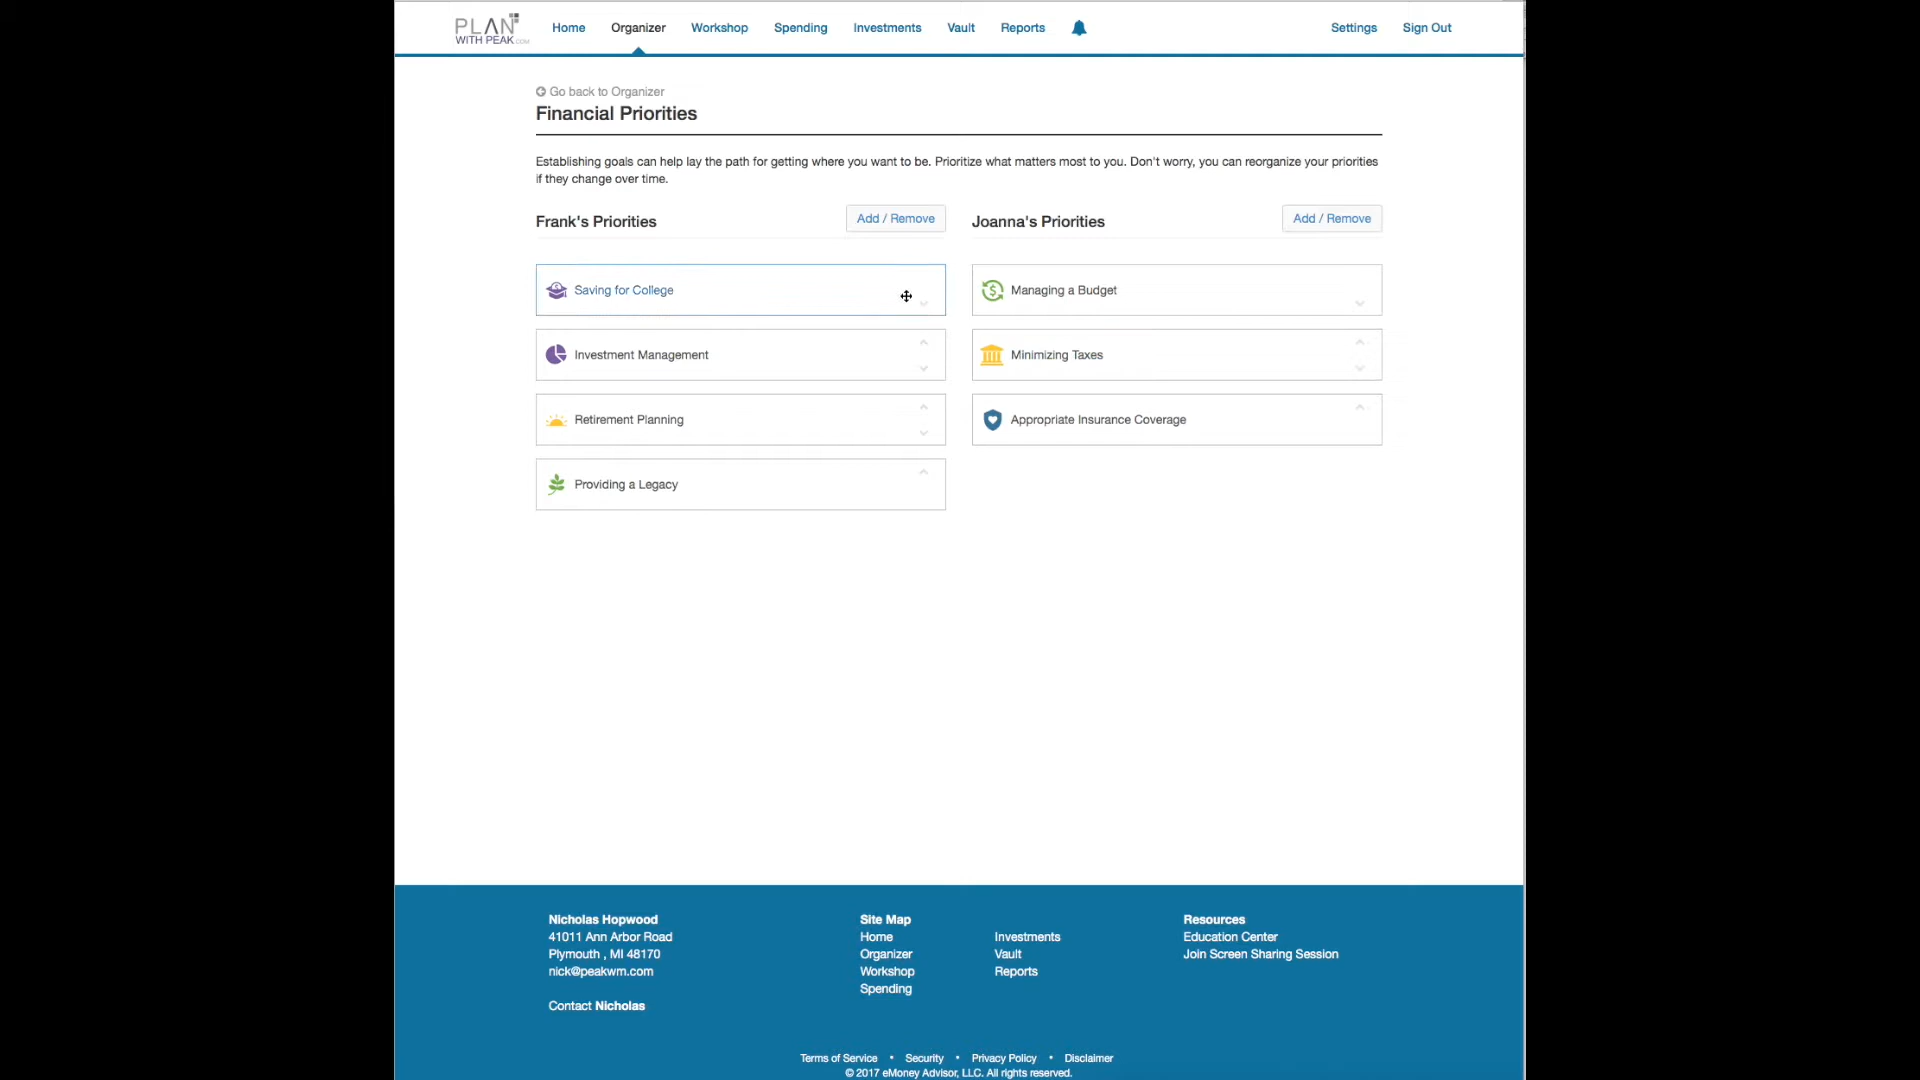 PLAN
WITH PEAK.COM
Home Organizer Workshop Spending Investments Vault Reports Settings Sign Out
Go back to Organizer
Financial Priorities
Establishing goals can help lay the path for getting where you want to be. Prioritize what matters most to you. Don't worry, you can reorganize your priorities
if they change over time.
Frank's Priorities
Add / Remove
Saving for College
Investment Management
Retirement Planning
Providing a Legacy
Joanna's Priorities
Add / Remove
Managing a Budget
Minimizing Taxes
Appropriate Insurance Coverage
Nicholas Hopwood
41011 Ann Arbor Road
Plymouth , MI 48170
nick@peakwm.com
Contact Nicholas
Site Map
Home
Organizer
Workshop
Spending
Investments
Vault
Reports
Resources
Education Center
Join Screen Sharing Session
Terms of Service • Security • Privacy Policy • Disclaimer
© 2017 eMoney Advisor, LLC. All rights reserved.